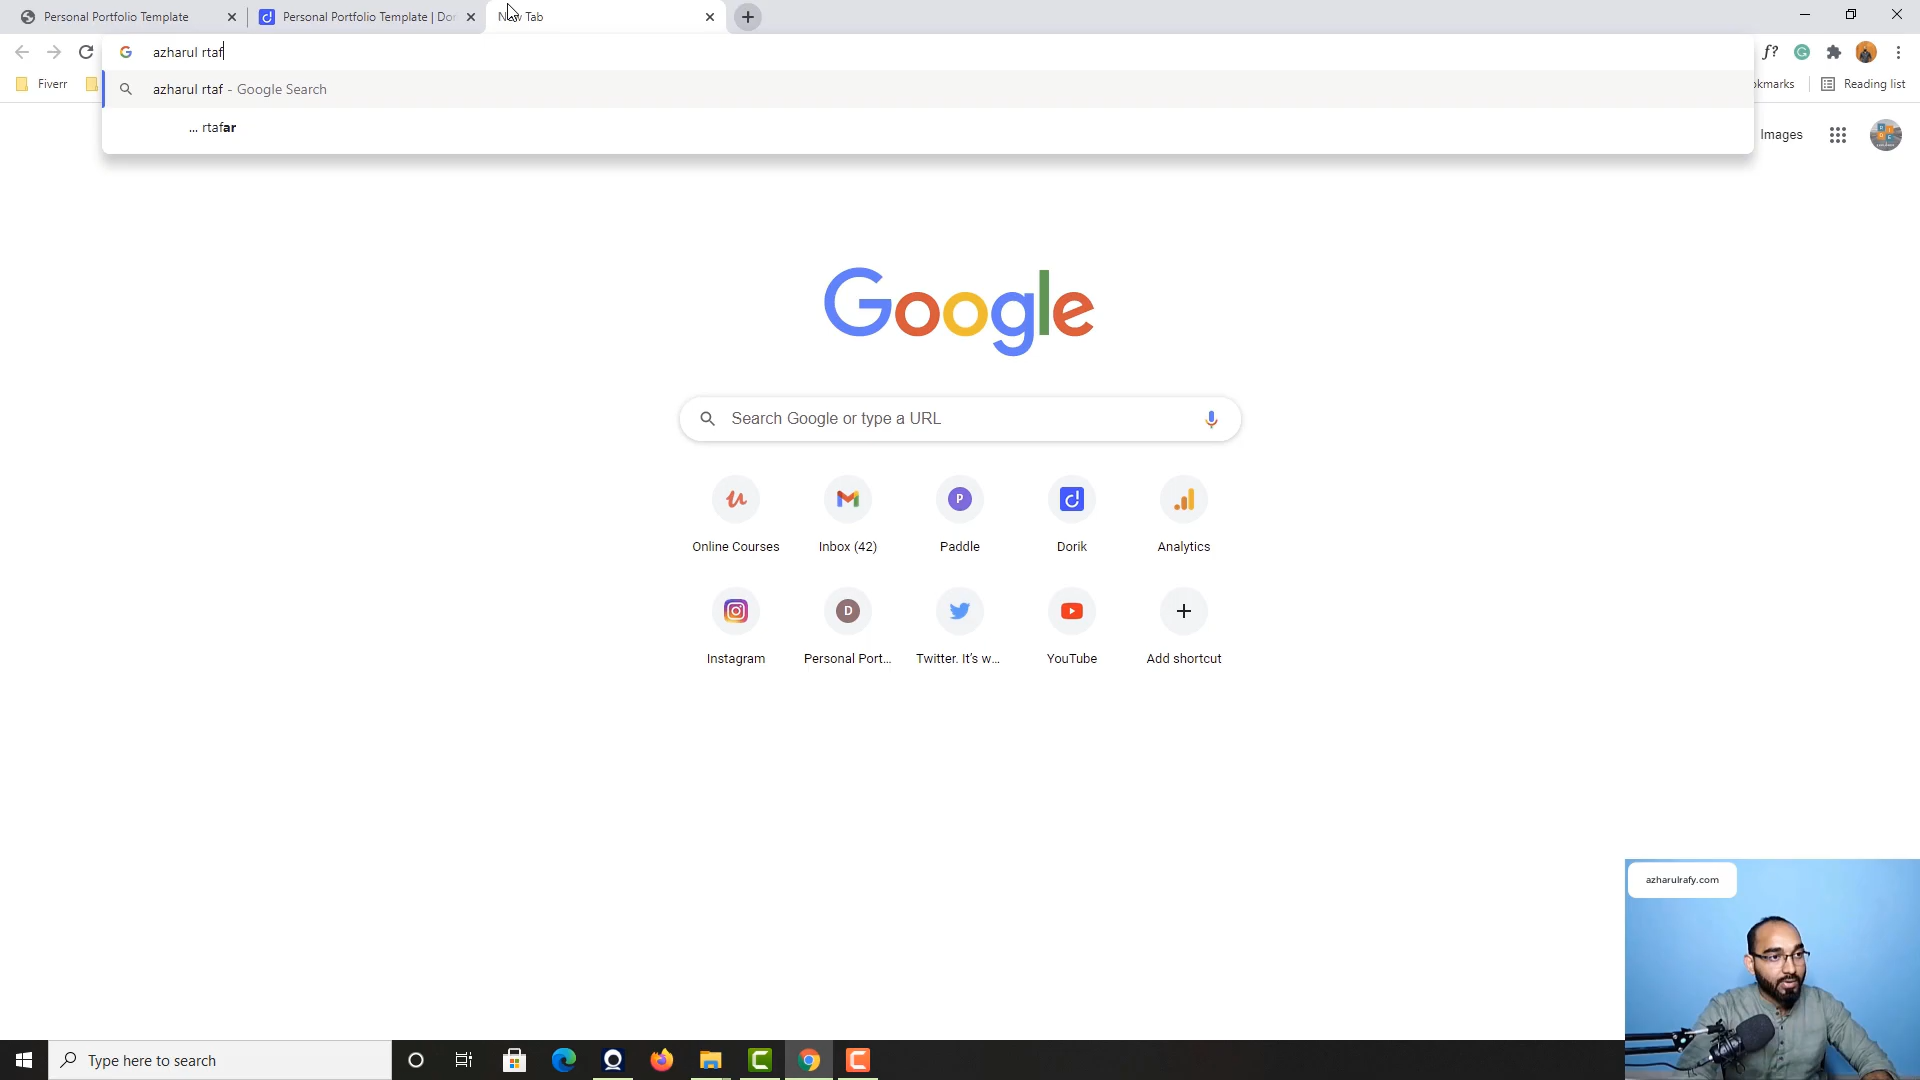 Personal Portfolio Template
Personal Portfolio Template | Dor
New Tab
azharul rtaf
f?
Fiverr
azharul rtaf - Google Search
okmarks
Reading list
... rtafar
Images
Google
Search Google or type a URL
P
Online Courses
Inbox (42)
Paddle
Dorik
Analytics
D
Instagram
Personal Port...
Twitter. It's w...
YouTube
Add shortcut
azharulrafy.com
Type here to search